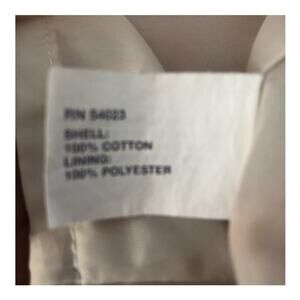 RN 54023
SHELL:
100% COTTON
LINING:
100% POLYESTER